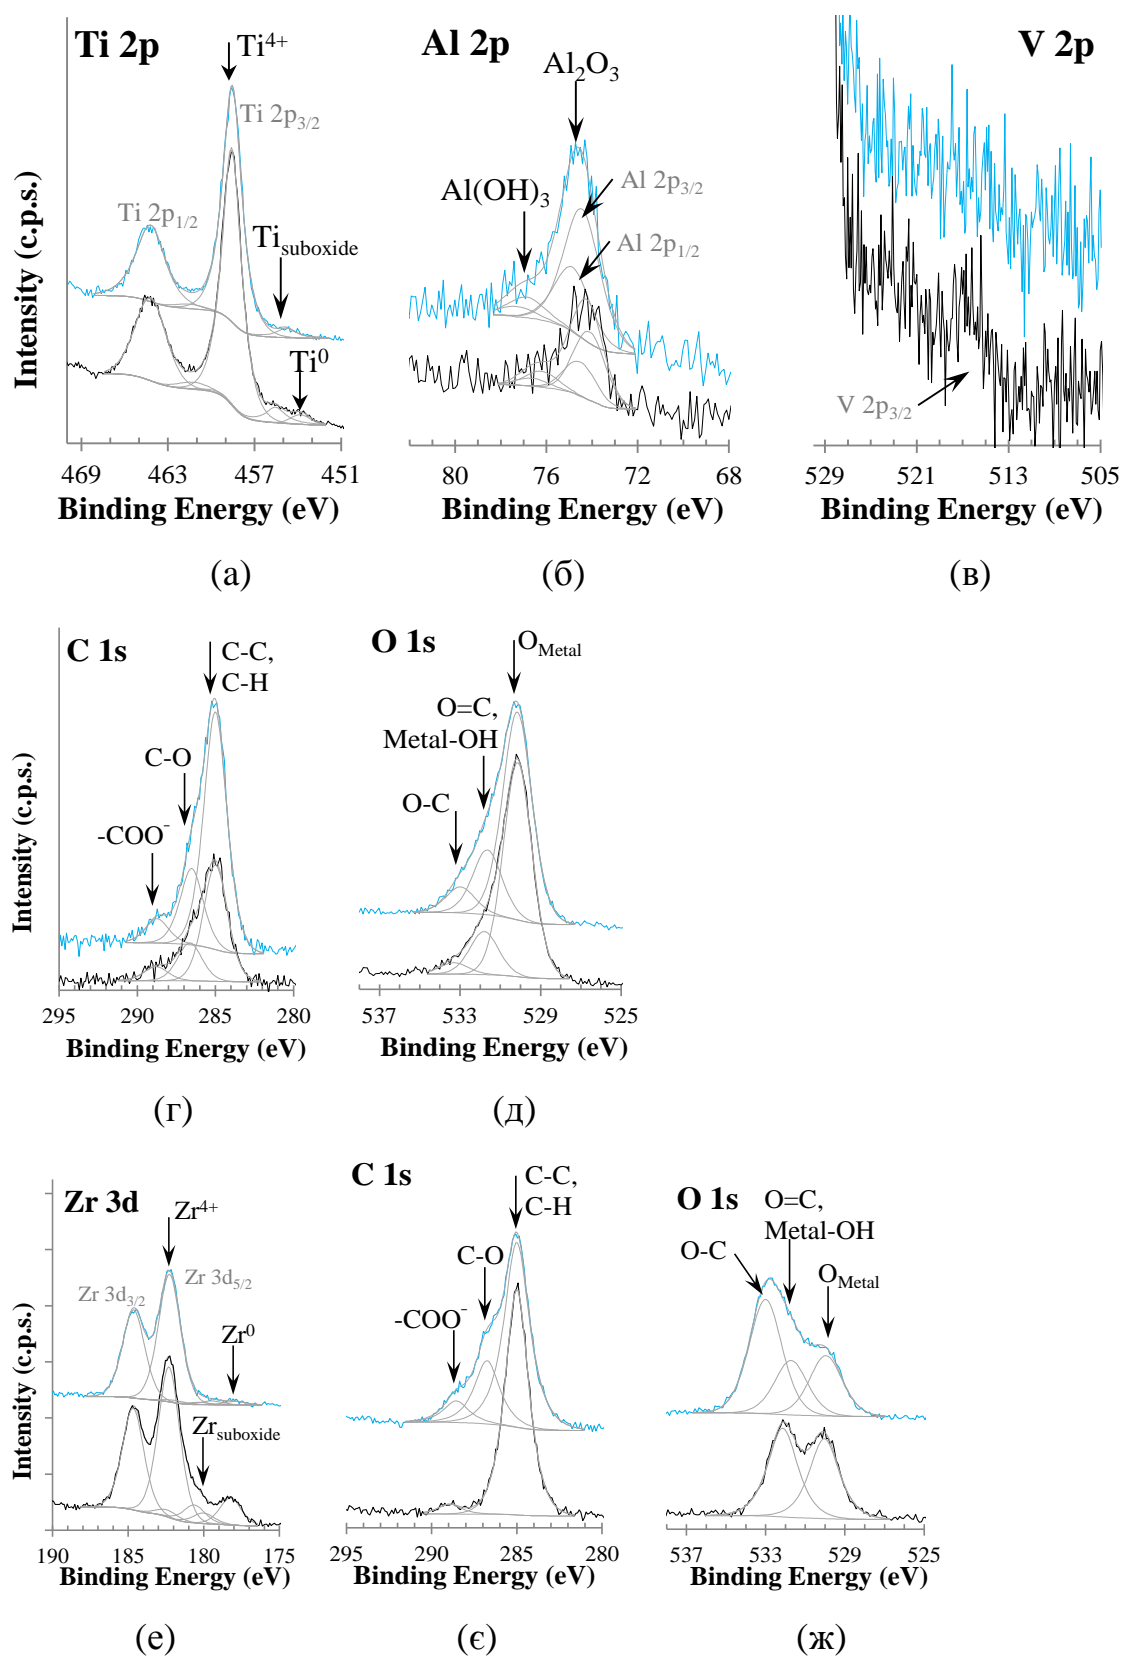 Ti 2p
Ti⁴⁺
Ti 2p₃/₂
Ti 2p₁/₂
Ti_suboxide
Ti⁰
Intensity (c.p.s.)
469 463 457 451
Binding Energy (eV)
(а)
Al 2p
Al₂O₃
Al(OH)₃
Al 2p₃/₂
Al 2p₁/₂
80 76 72 68
Binding Energy (eV)
(б)
V 2p
V 2p₃/₂
529 521 513 505
Binding Energy (eV)
(в)
C 1s
C-C,
C-H
C-O
-COO⁻
Intensity (c.p.s.)
295 290 285 280
Binding Energy (eV)
(г)
O 1s
O_Metal
O=C,
Metal-OH
O-C
537 533 529 525
Binding Energy (eV)
(д)
Zr 3d
Zr⁴⁺
Zr 3d₅/₂
Zr 3d₃/₂
Zr⁰
Zr_suboxide
Intensity (c.p.s.)
190 185 180 175
Binding Energy (eV)
(е)
C 1s
C-C,
C-H
C-O
-COO⁻
295 290 285 280
Binding Energy (eV)
(є)
O 1s
O=C,
Metal-OH
O-C
O_Metal
537 533 529 525
Binding Energy (eV)
(ж)